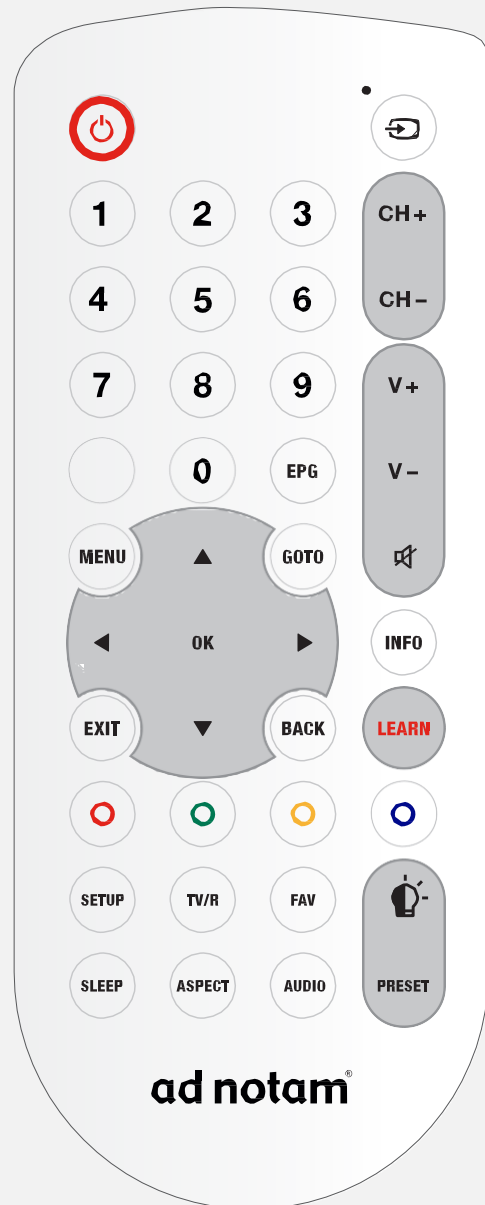 1 2 3 CH+
4 5 6 CH–
7 8 9 V+
0 EPG V–
MENU GOTO
OK INFO
EXIT BACK LEARN
SETUP TV/R FAV
SLEEP ASPECT AUDIO PRESET
ad notam®